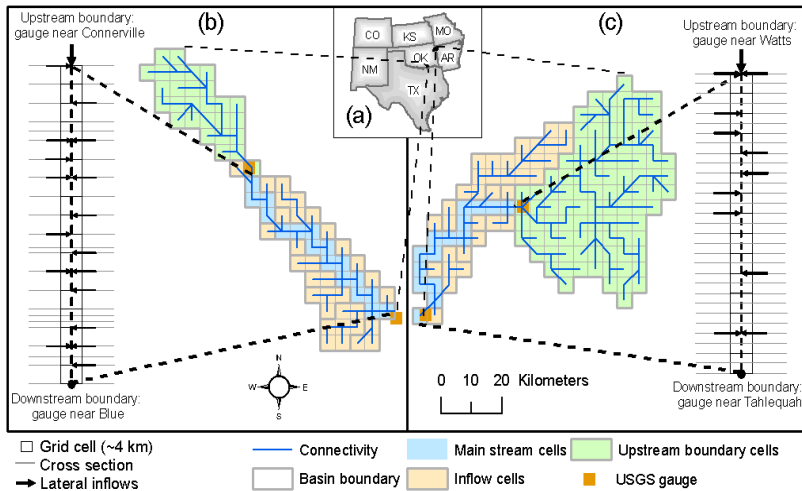 Upstream boundary:
gauge near Connerville
(b)
CO
KS
MO
OK
AR
NM
TX
(a)
(c)
Upstream boundary:
gauge near Watts
Downstream boundary:
gauge near Blue
N
W
E
S
0 10 20 Kilometers
Downstream boundary:
gauge near Tahlequah
Grid cell (~4 km)
Cross section
Lateral inflows
Connectivity
Basin boundary
Main stream cells
Inflow cells
Upstream boundary cells
USGS gauge